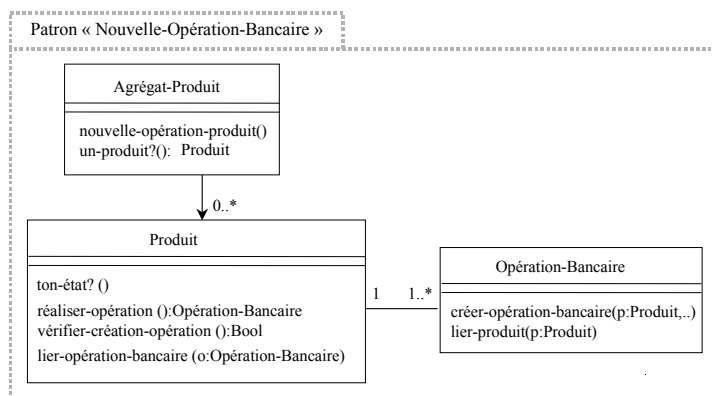 Patron « Nouvelle-Opération-Bancaire »
Agrégat-Produit
nouvelle-opération-produit()
un-produit?(): Produit
0..*
Produit
ton-état? ()
réaliser-opération ():Opération-Bancaire
vérifier-création-opération ():Bool
lier-opération-bancaire (o:Opération-Bancaire)
1 1..*
Opération-Bancaire
créer-opération-bancaire(p:Produit,..)
lier-produit(p:Produit)